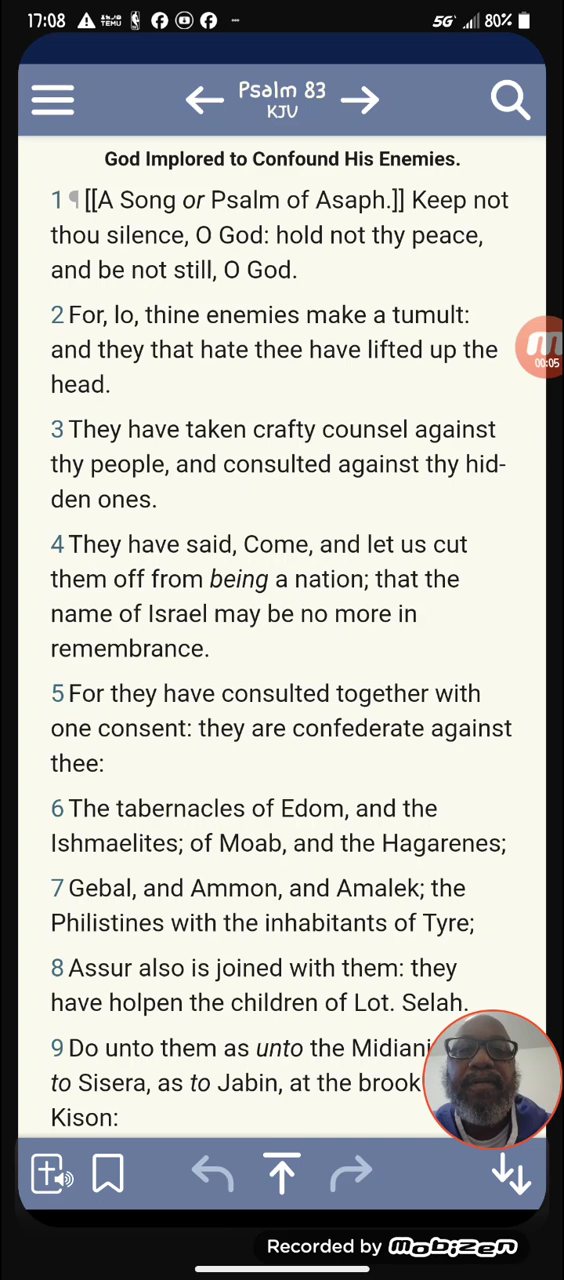 17:08 TEMU 5G 80%
Psalm 83
KJV
God Implored to Confound His Enemies.
1 ¶ [[A Song or Psalm of Asaph.]] Keep not
thou silence, O God: hold not thy peace,
and be not still, O God.
2 For, lo, thine enemies make a tumult:
and they that hate thee have lifted up the
head.
00:05
3 They have taken crafty counsel against
thy people, and consulted against thy hid-
den ones.
4 They have said, Come, and let us cut
them off from being a nation; that the
name of Israel may be no more in
remembrance.
5 For they have consulted together with
one consent: they are confederate against
thee:
6 The tabernacles of Edom, and the
Ishmaelites; of Moab, and the Hagarenes;
7 Gebal, and Ammon, and Amalek; the
Philistines with the inhabitants of Tyre;
8 Assur also is joined with them: they
have holpen the children of Lot. Selah.
9 Do unto them as unto the Midiani
to Sisera, as to Jabin, at the brook
Kison:
Recorded by Mobizen